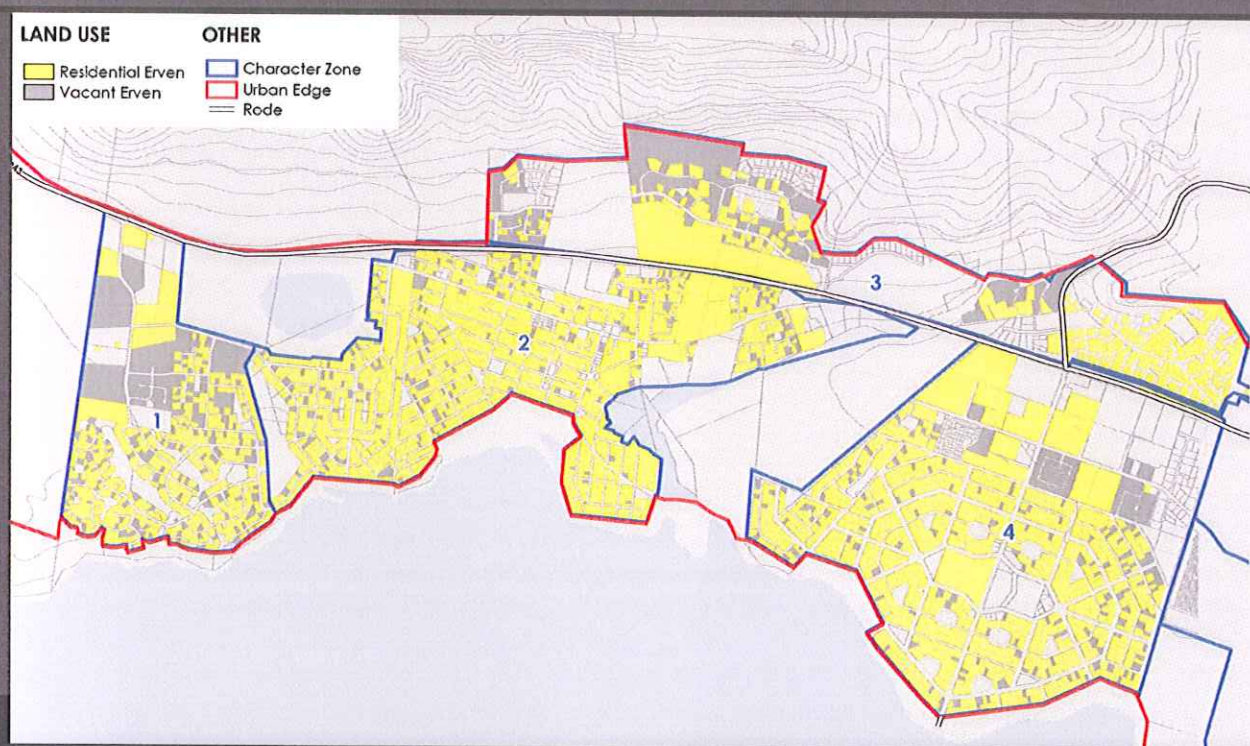 LAND USE
Residential Erven
Vacant Erven
OTHER
Character Zone
Urban Edge
Rode
1
2
3
4